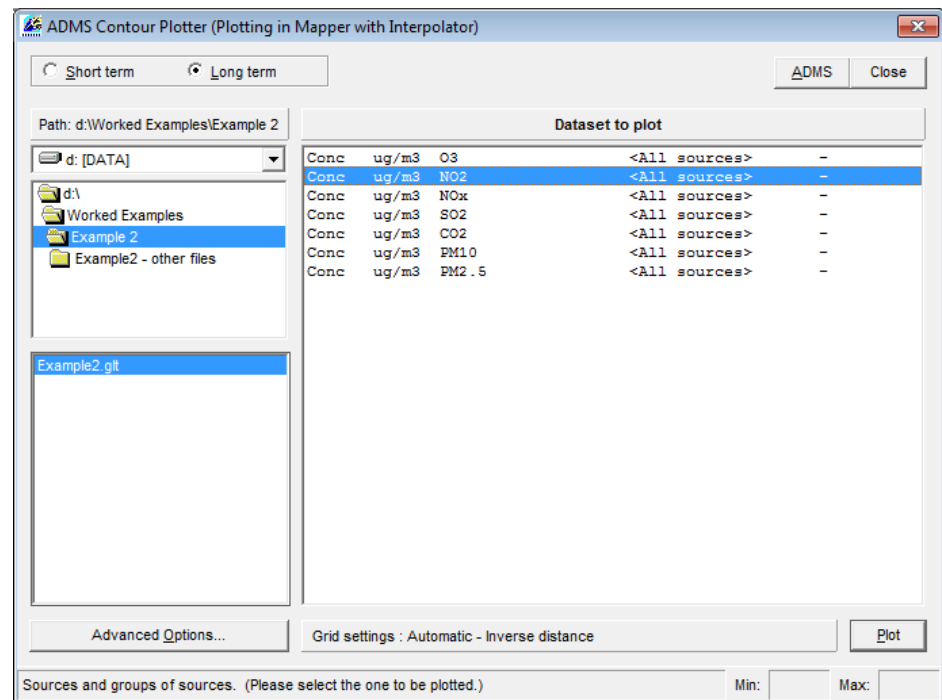 ADMS Contour Plotter (Plotting in Mapper with Interpolator)
Short term Long term ADMS Close
Path: d:\Worked Examples\Example 2
Dataset to plot
d: [DATA]
d:\
Worked Examples
Example 2
Example2 - other files
Conc ug/m3 O3 <All sources> -
Conc ug/m3 NO2 <All sources> -
Conc ug/m3 NOx <All sources> -
Conc ug/m3 SO2 <All sources> -
Conc ug/m3 CO2 <All sources> -
Conc ug/m3 PM10 <All sources> -
Conc ug/m3 PM2.5 <All sources> -
Example2.glt
Advanced Options...
Grid settings : Automatic - Inverse distance
Plot
Sources and groups of sources. (Please select the one to be plotted.)
Min: Max: